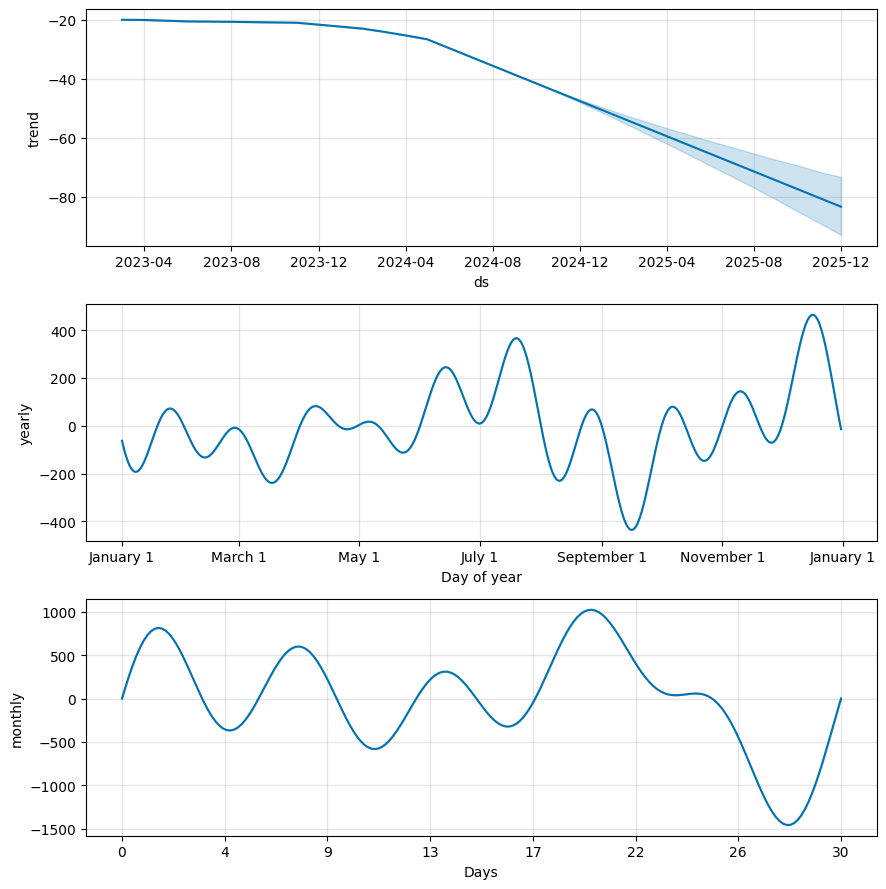 −20
−40
−60
−80
trend
2023-04 2023-08 2023-12 2024-04 2024-08 2024-12 2025-04 2025-08 2025-12
ds
400
200
0
−200
−400
yearly
January 1 March 1 May 1 July 1 September 1 November 1 January 1
Day of year
1000
500
0
−500
−1000
−1500
monthly
0 4 9 13 17 22 26 30
Days